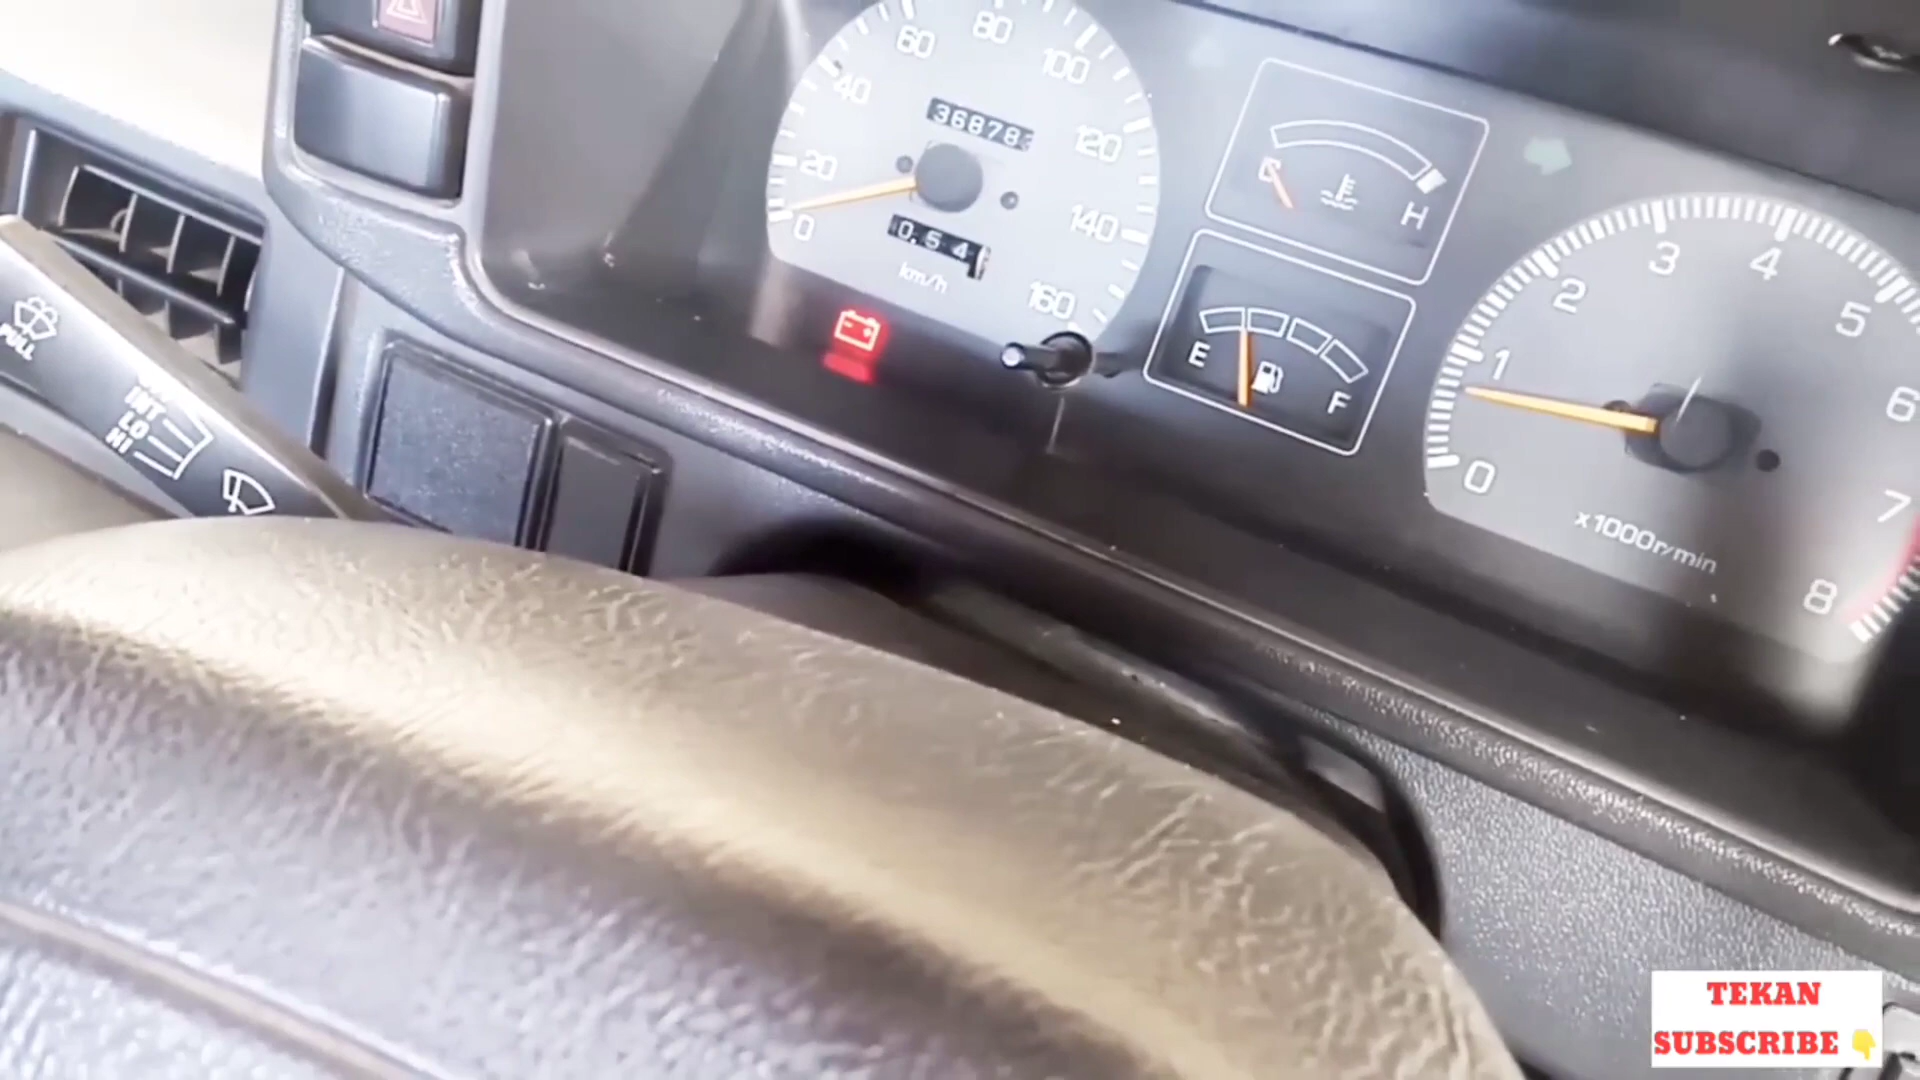 60
80
100
40
120
20
140
0
160
36878
0.54
km/h
H
E
F
0
1
2
3
4
5
6
7
8
x1000r/min
PULL
INT
LO
HI
TEKAN
SUBSCRIBE 👇